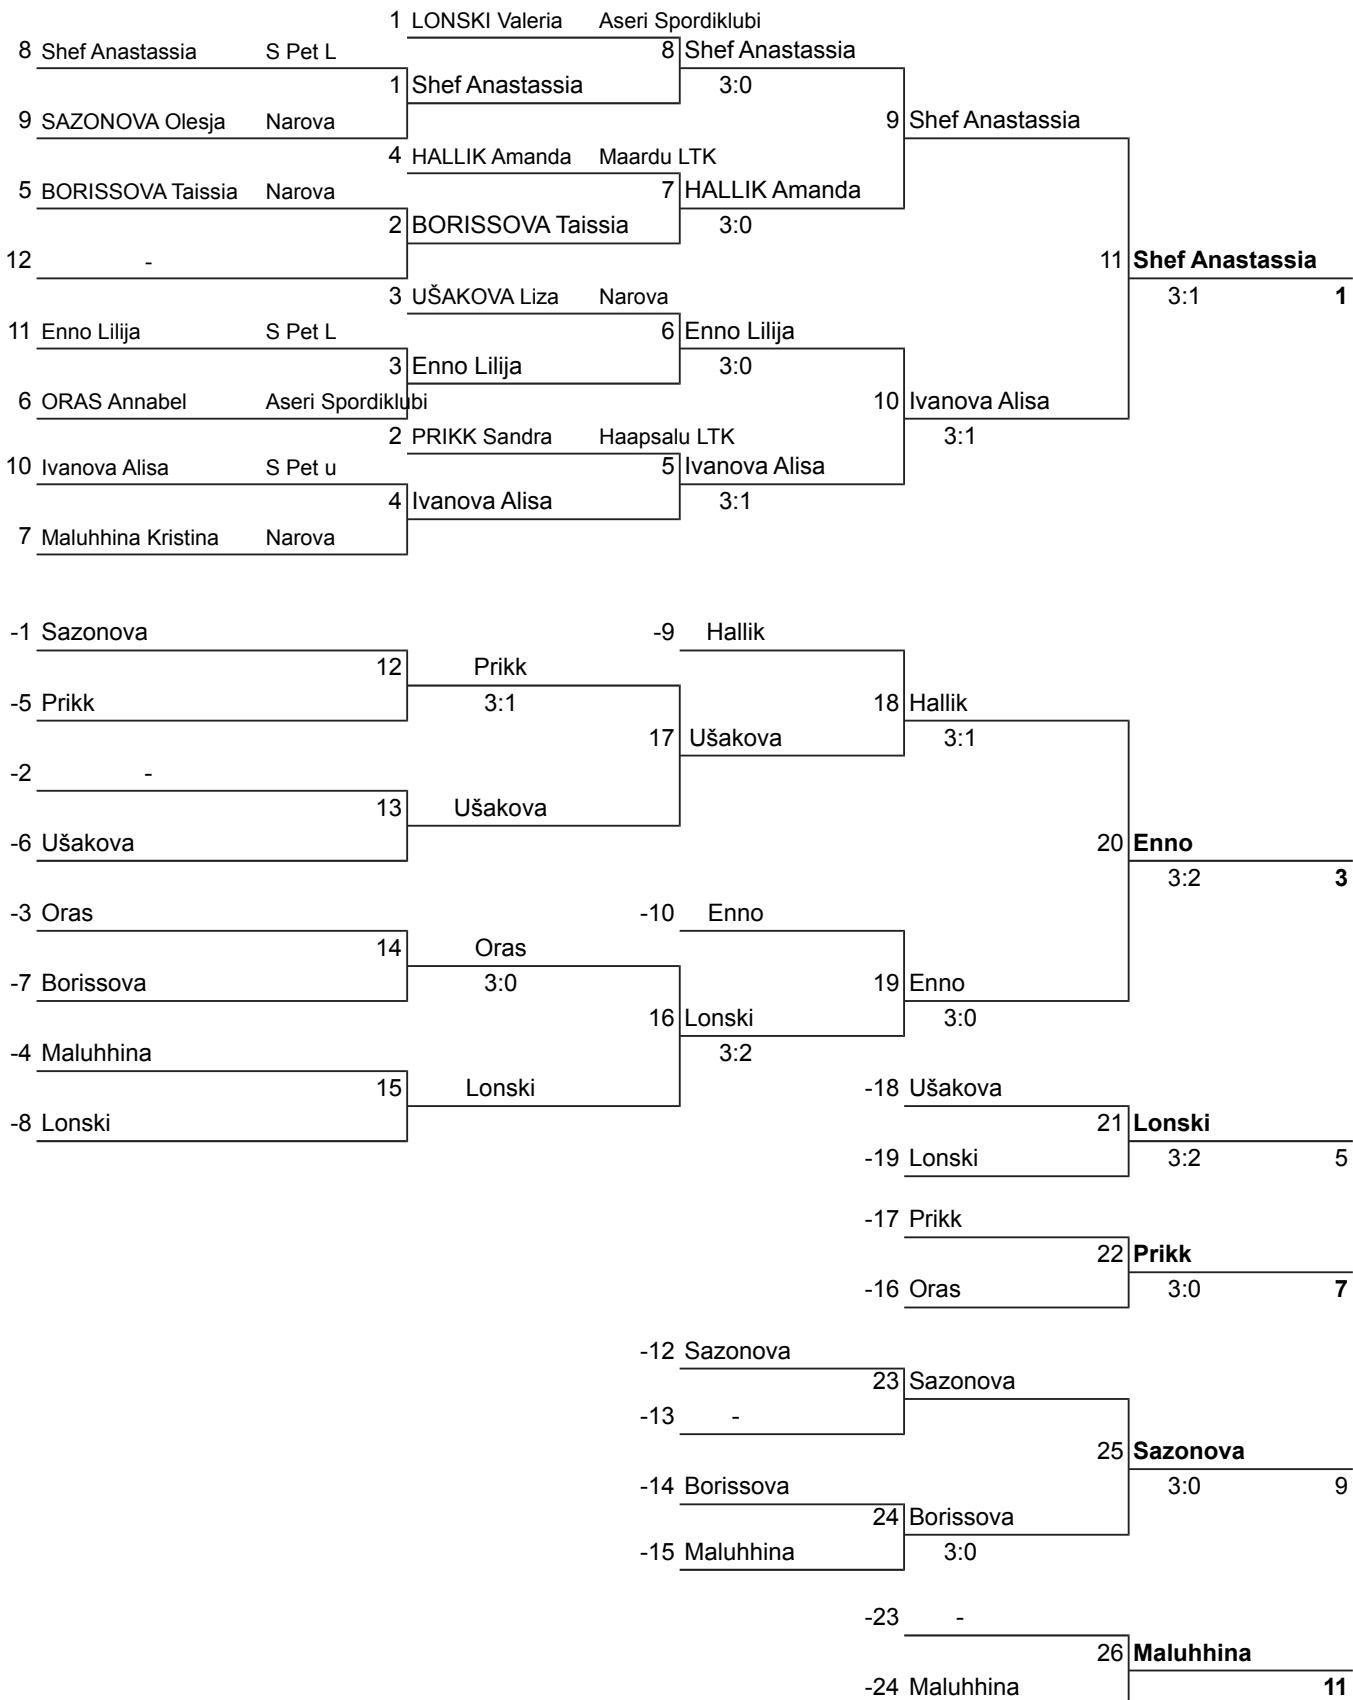 1 LONSKI Valeria Aseri Spordiklubi
8 Shef Anastassia S Pet L 8 Shef Anastassia
1 Shef Anastassia 3:0
9 SAZONOVA Olesja Narova 9 Shef Anastassia
4 HALLIK Amanda Maardu LTK
5 BORISSOVA Taissia Narova 7 HALLIK Amanda
2 BORISSOVA Taissia 3:0
12 - 11 Shef Anastassia
3 UŠAKOVA Liza Narova 3:1 1
11 Enno Lilija S Pet L 6 Enno Lilija
3 Enno Lilija 3:0
6 ORAS Annabel Aseri Spordiklubi 10 Ivanova Alisa
2 PRIKK Sandra Haapsalu LTK 3:1
10 Ivanova Alisa S Pet u 5 Ivanova Alisa
4 Ivanova Alisa 3:1
7 Maluhhina Kristina Narova
-1 Sazonova -9 Hallik
12 Prikk
-5 Prikk 3:1 18 Hallik
17 Ušakova 3:1
-2 -
13 Ušakova
-6 Ušakova 20 Enno
3:2 3
-3 Oras -10 Enno
14 Oras
-7 Borissova 3:0 19 Enno
16 Lonski 3:0
-4 Maluhhina 3:2
15 Lonski -18 Ušakova
-8 Lonski 21 Lonski
-19 Lonski 3:2 5
-17 Prikk
22 Prikk
-16 Oras 3:0 7
-12 Sazonova
23 Sazonova
-13 -
25 Sazonova
-14 Borissova 3:0 9
24 Borissova
-15 Maluhhina 3:0
-23 -
26 Maluhhina
-24 Maluhhina 11